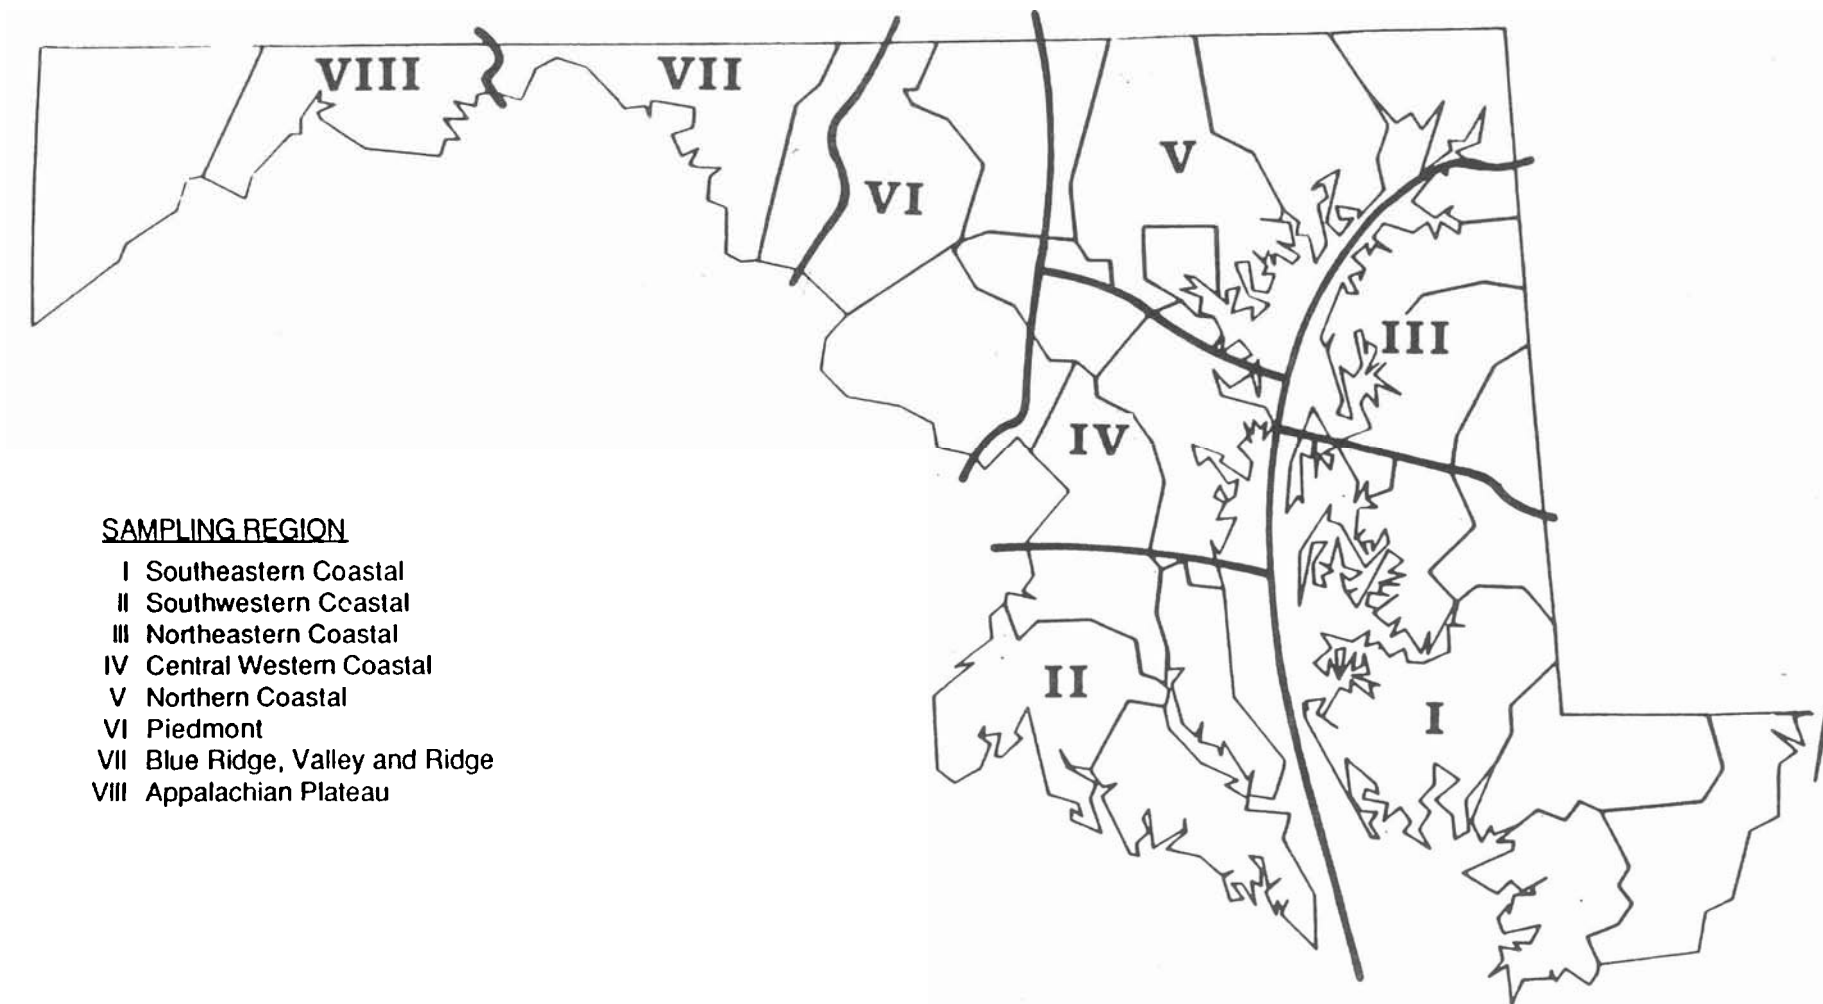 VIII
VII
VI
V
III
IV
II
I
SAMPLING REGION
I Southeastern Coastal
II Southwestern Coastal
III Northeastern Coastal
IV Central Western Coastal
V Northern Coastal
VI Piedmont
VII Blue Ridge, Valley and Ridge
VIII Appalachian Plateau